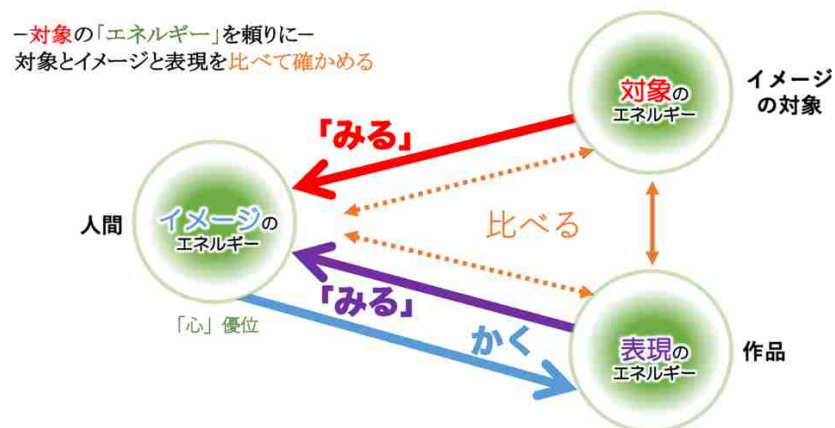 －対象の「エネルギー」を頼りに－
対象とイメージと表現を比べて確かめる
対象の
エネルギー
イメージ
の対象
「みる」
人間
イメージの
エネルギー
比べる
「みる」
「心」優位
かく
表現の
エネルギー
作品